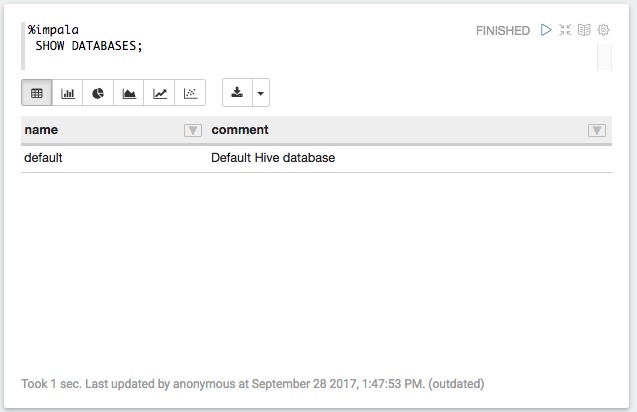 %impala
SHOW DATABASES;
FINISHED
name comment
default Default Hive database
Took 1 sec. Last updated by anonymous at September 28 2017, 1:47:53 PM. (outdated)